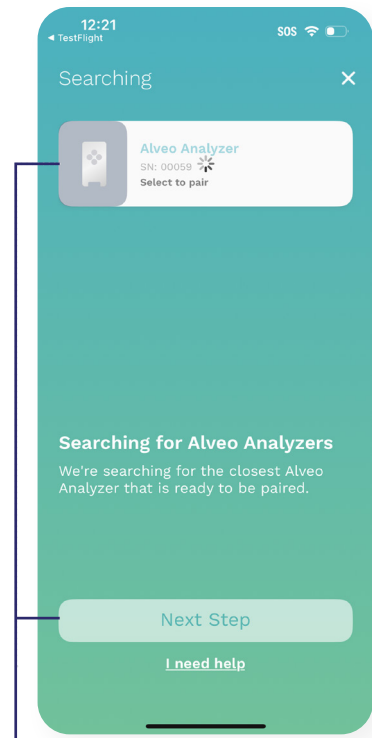 12:21
SOS
◄ TestFlight
Searching
Alveo Analyzer
SN: 00059
Select to pair
Searching for Alveo Analyzers
We're searching for the closest Alveo
Analyzer that is ready to be paired.
Next Step
I need help